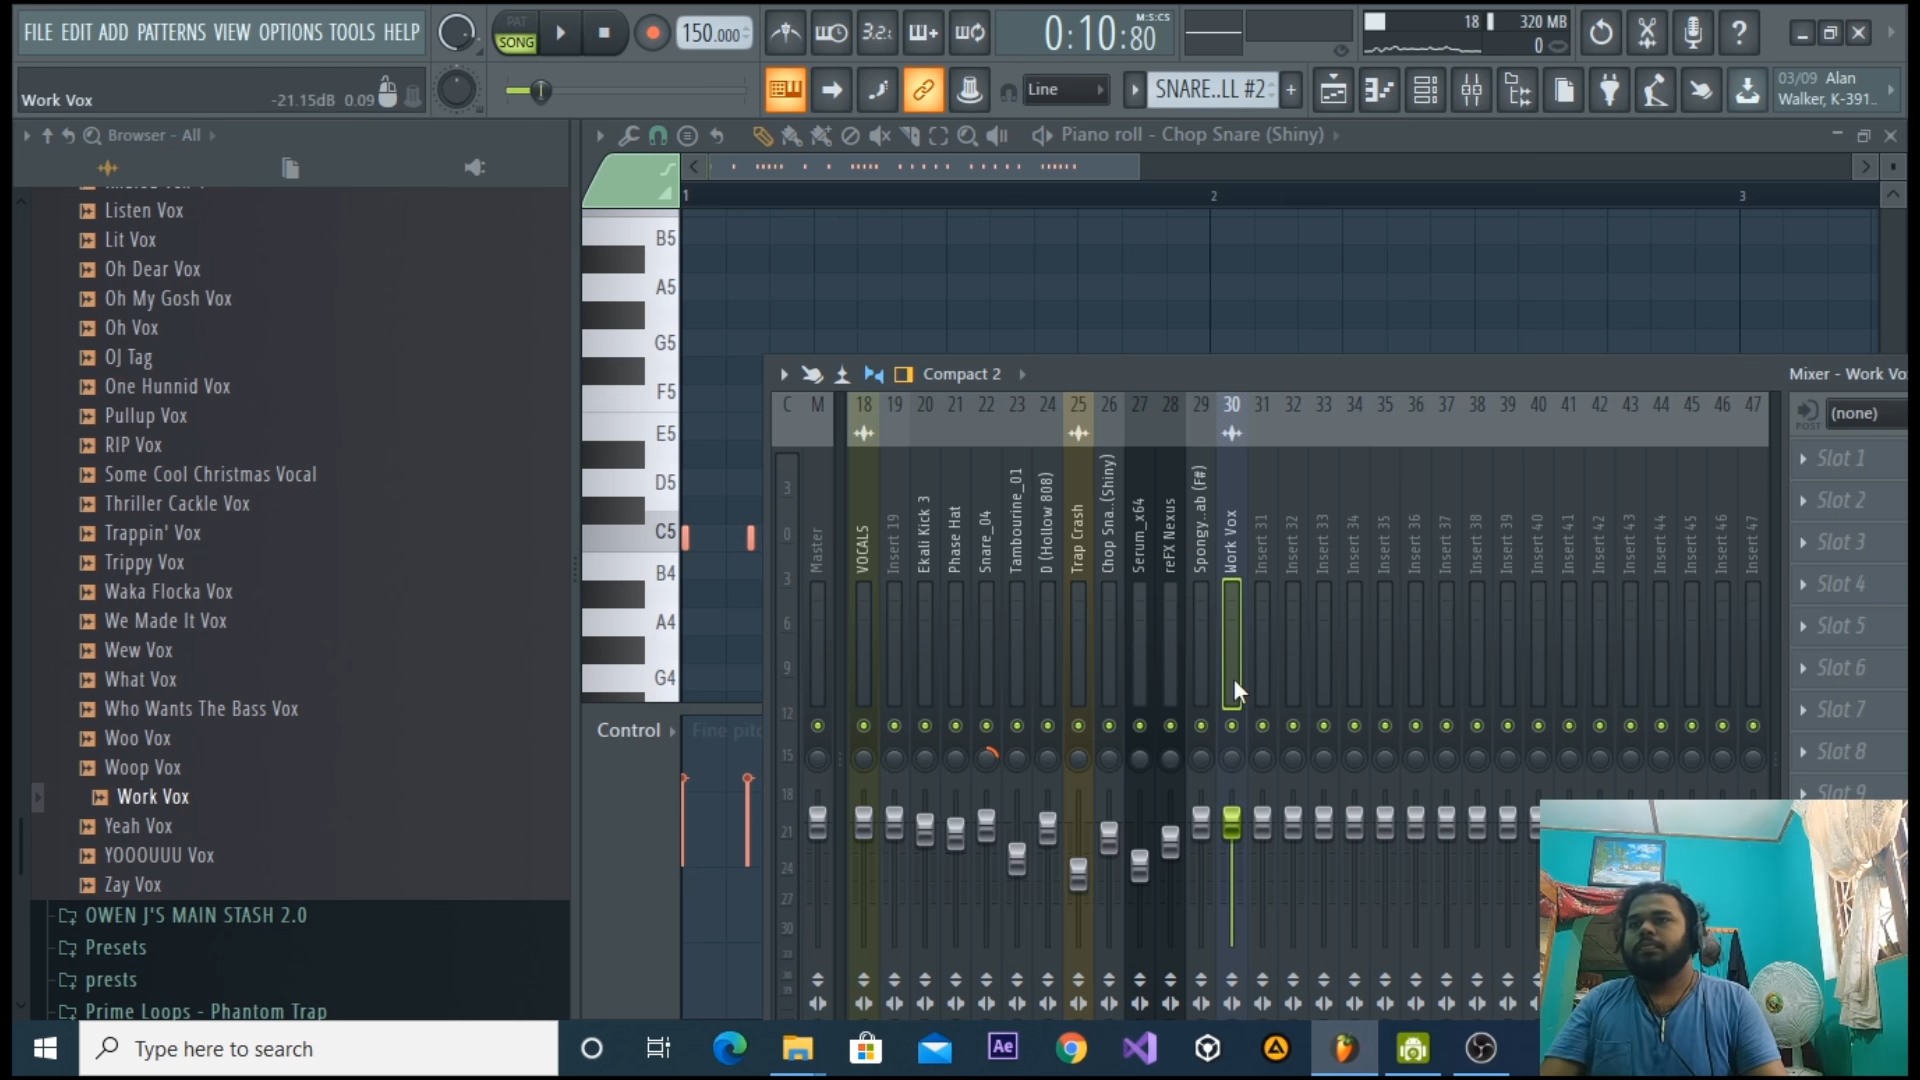 FILE EDIT ADD PATTERNS VIEW OPTIONS TOOLS HELP
PAT
SONG
150.000
3.2.
0:10:80
M:S:CS
18
320 MB
0
Work Vox
-21.15dB 0.09
Line
SNARE..LL #2
03/09 Alan
Walker, K-391..
Browser - All
Piano roll - Chop Snare (Shiny)
1
2
3
Listen Vox
Lit Vox
Oh Dear Vox
Oh My Gosh Vox
Oh Vox
OJ Tag
One Hunnid Vox
Pullup Vox
RIP Vox
Some Cool Christmas Vocal
Thriller Cackle Vox
Trappin' Vox
Trippy Vox
Waka Flocka Vox
We Made It Vox
Wew Vox
What Vox
Who Wants The Bass Vox
Woo Vox
Woop Vox
Work Vox
Yeah Vox
YOOOUUU Vox
Zay Vox
OWEN J'S MAIN STASH 2.0
Presets
prests
Prime Loops - Phantom Trap
B5
A5
G5
F5
E5
D5
C5
B4
A4
G4
Control
Fine pitc
Compact 2
Mixer - Work Vo
C M 18 19 20 21 22 23 24 25 26 27 28 29 30 31 32 33 34 35 36 37 38 39 40 41 42 43 44 45 46 47
Master
VOCALS
Insert 19
Ekali Kick 3
Phase Hat
Snare_04
Tambourine_01
D (Hollow 808)
Trap Crash
Chop Sna..(Shiny)
Serum_x64
reFX Nexus
Spongy..ab (F#)
Work Vox
Insert 31
Insert 32
Insert 33
Insert 34
Insert 35
Insert 36
Insert 37
Insert 38
Insert 39
Insert 40
Insert 41
Insert 42
Insert 43
Insert 44
Insert 45
Insert 46
Insert 47
3
0
3
6
9
12
15
18
21
24
27
30
POST
(none)
Slot 1
Slot 2
Slot 3
Slot 4
Slot 5
Slot 6
Slot 7
Slot 8
Slot 9
Type here to search
Ae